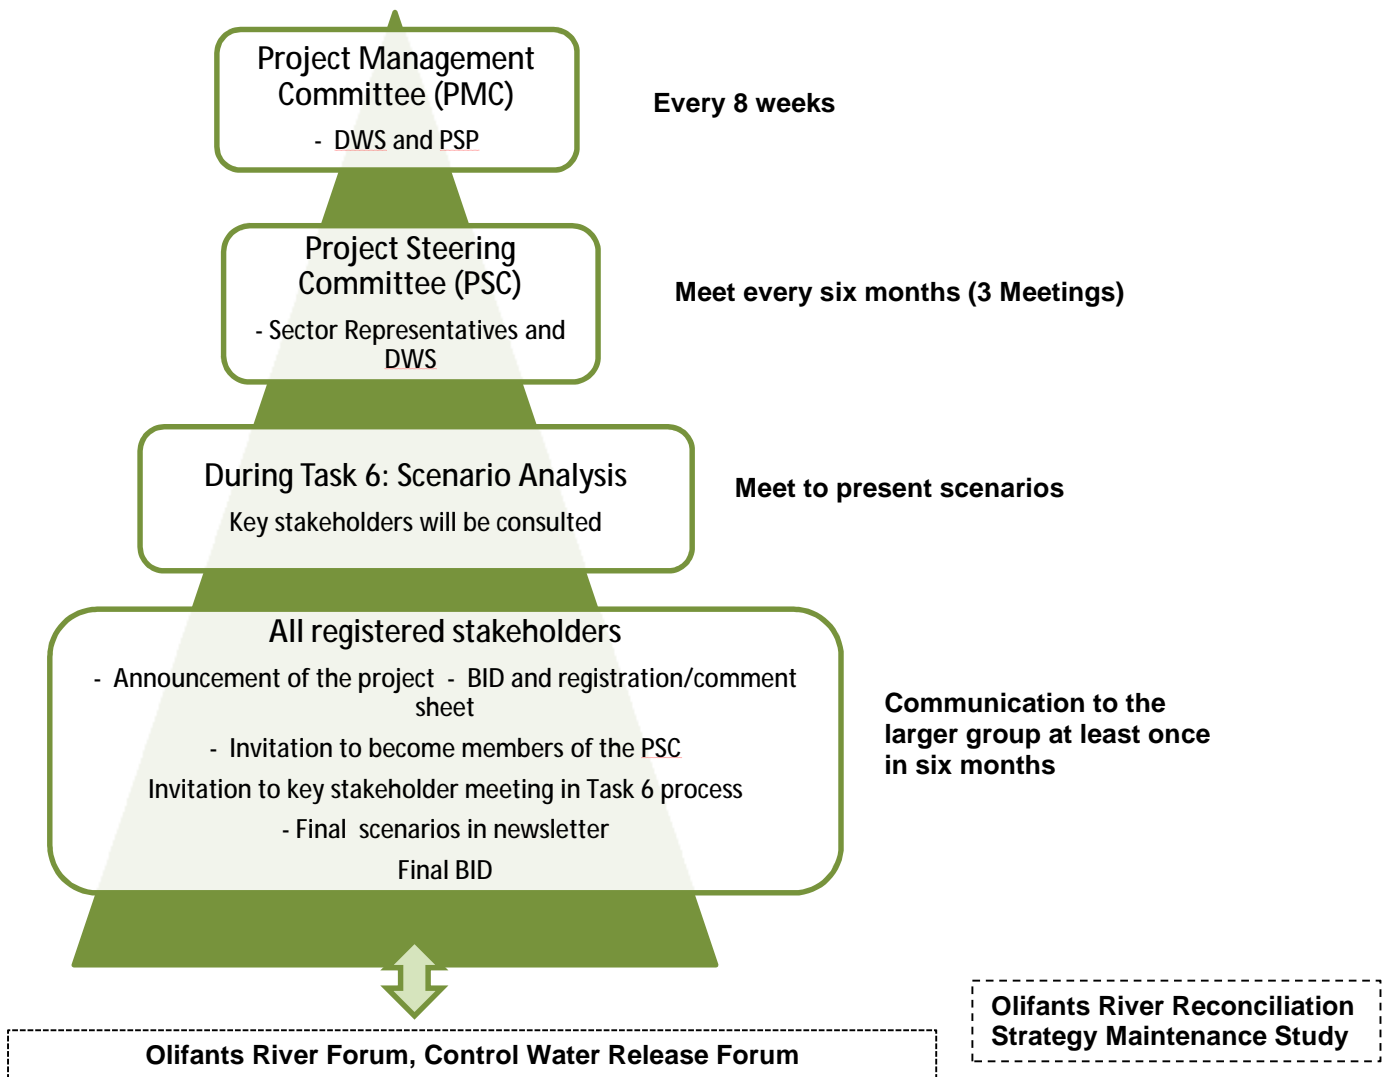 Project Management
Committee (PMC)
- DWS and PSP
Every 8 weeks
Project Steering
Committee (PSC)
- Sector Representatives and
DWS
Meet every six months (3 Meetings)
During Task 6: Scenario Analysis
Key stakeholders will be consulted
Meet to present scenarios
All registered stakeholders
- Announcement of the project - BID and registration/comment
sheet
- Invitation to become members of the PSC
Invitation to key stakeholder meeting in Task 6 process
- Final scenarios in newsletter
Final BID
Communication to the
larger group at least once
in six months
Olifants River Reconciliation
Strategy Maintenance Study
Olifants River Forum, Control Water Release Forum